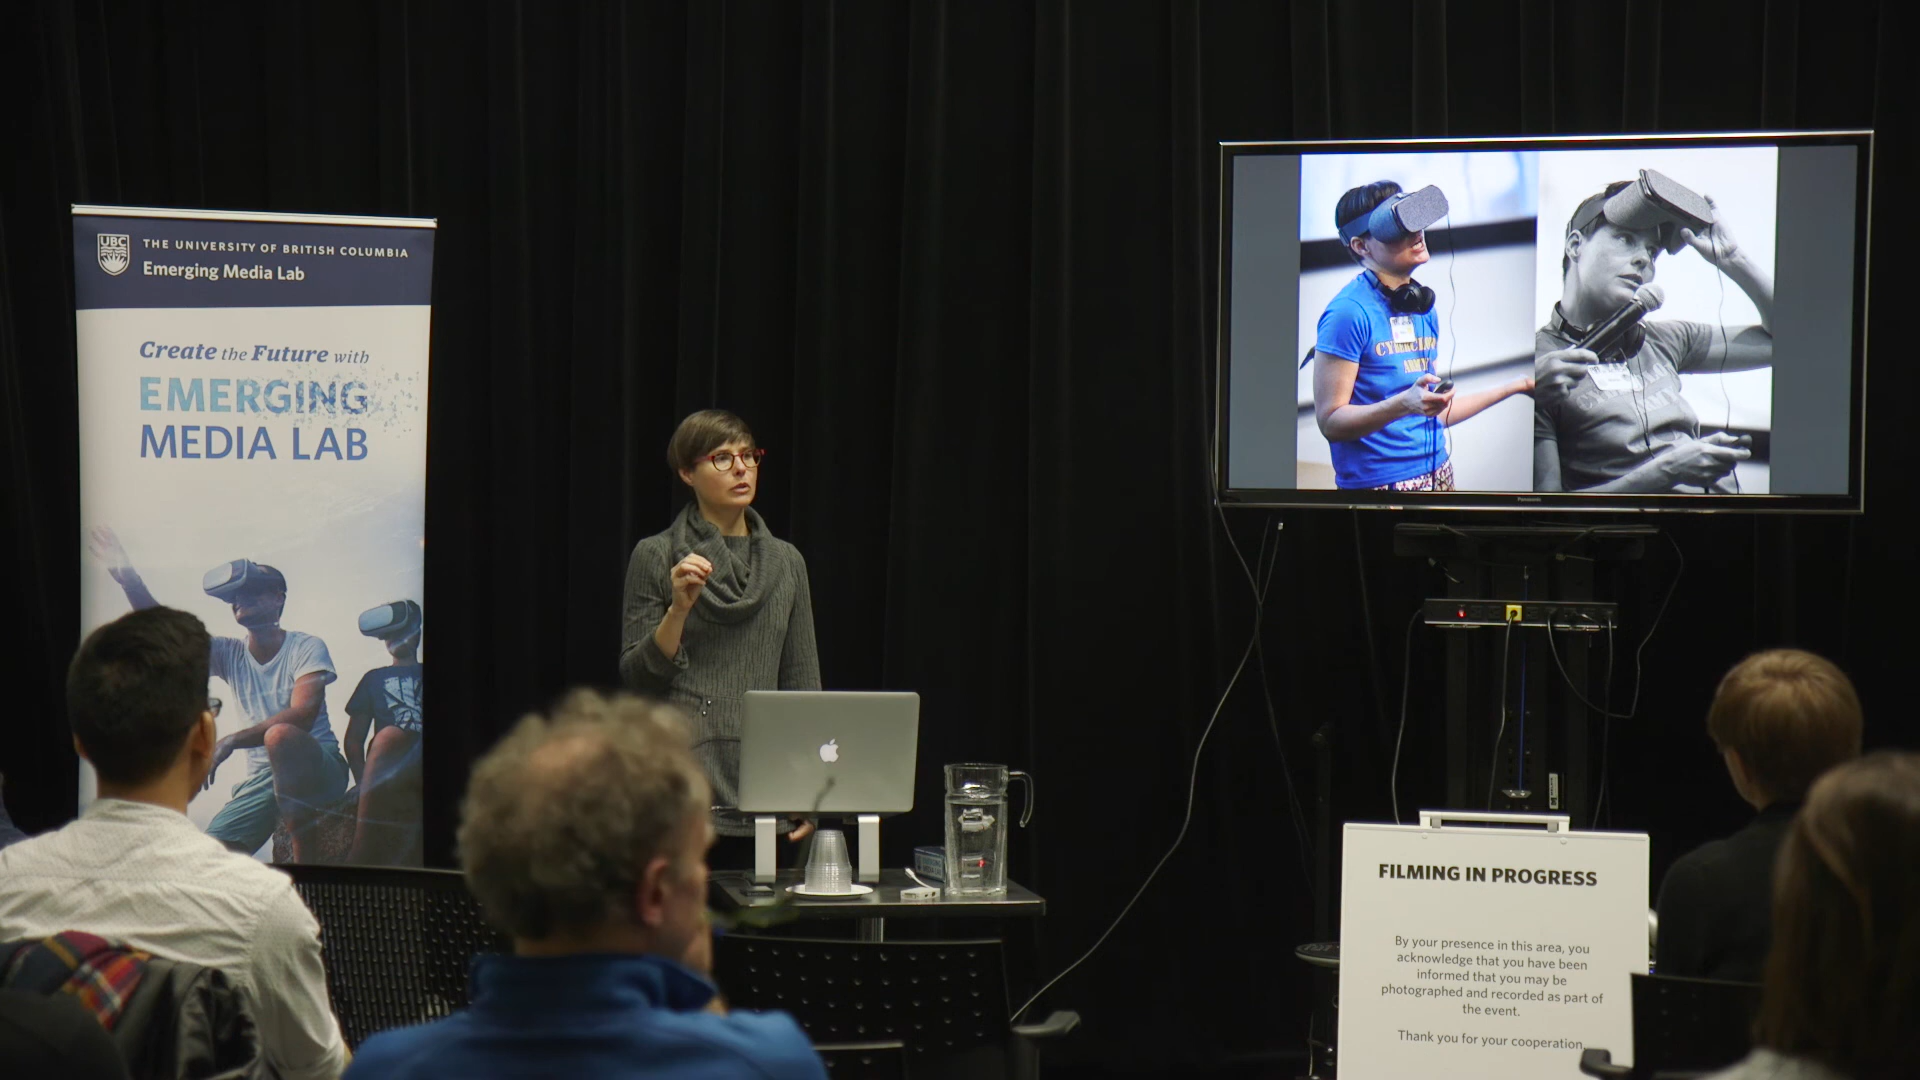 UBC
THE UNIVERSITY OF BRITISH COLUMBIA
Emerging Media Lab
Create the Future with
EMERGING
MEDIA LAB
Panasonic
FILMING IN PROGRESS
By your presence in this area, you
acknowledge that you have been
informed that you may be
photographed and recorded as part of
the event.
Thank you for your cooperation.